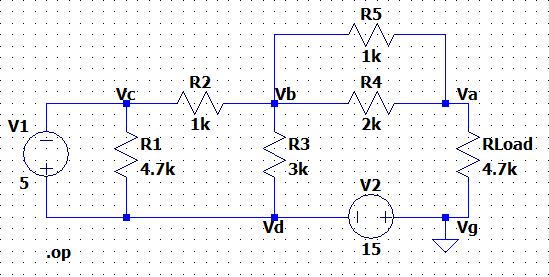 R5
1k
Vc
R2
1k
Vb
R4
2k
Va
V1
5
R1
4.7k
R3
3k
RLoad
4.7k
V2
15
Vd
Vg
.op